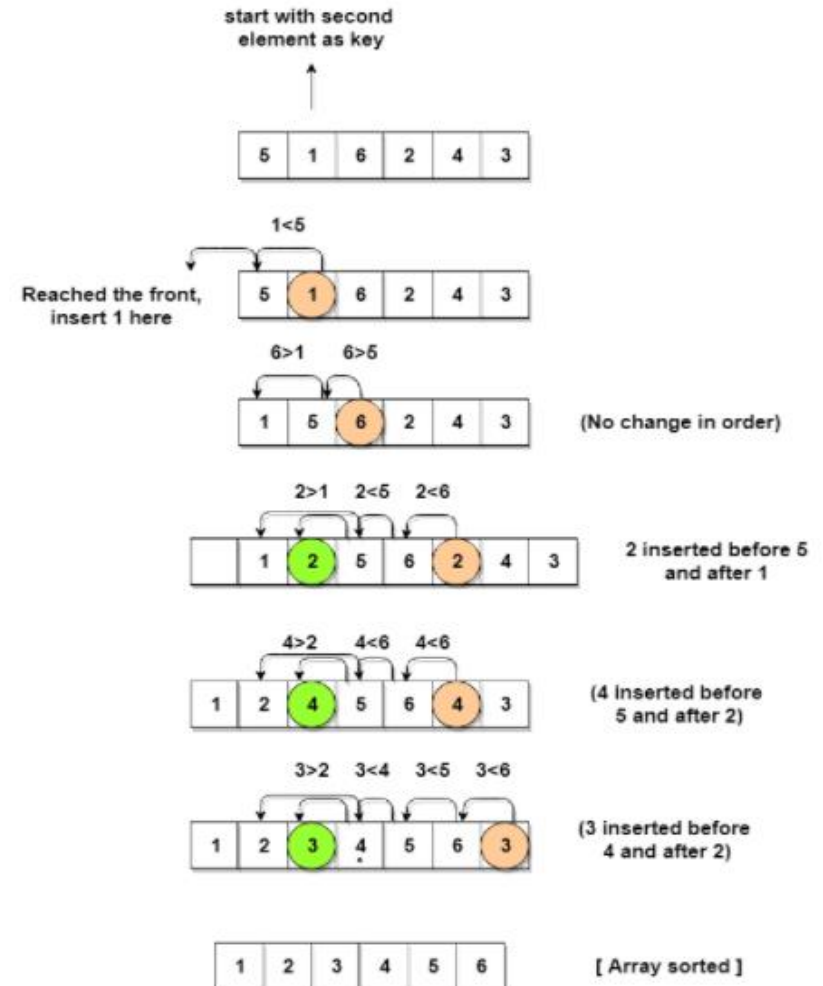 start with second
element as key
5 1 6 2 4 3
1<5
Reached the front,
insert 1 here
5 1 6 2 4 3
6>1 6>5
1 5 6 2 4 3
(No change in order)
2>1 2<5 2<6
1 2 5 6 2 4 3
2 inserted before 5
and after 1
4>2 4<6 4<6
1 2 4 5 6 4 3
(4 inserted before
5 and after 2)
3>2 3<4 3<5 3<6
1 2 3 4 5 6 3
(3 inserted before
4 and after 2)
1 2 3 4 5 6
[ Array sorted ]